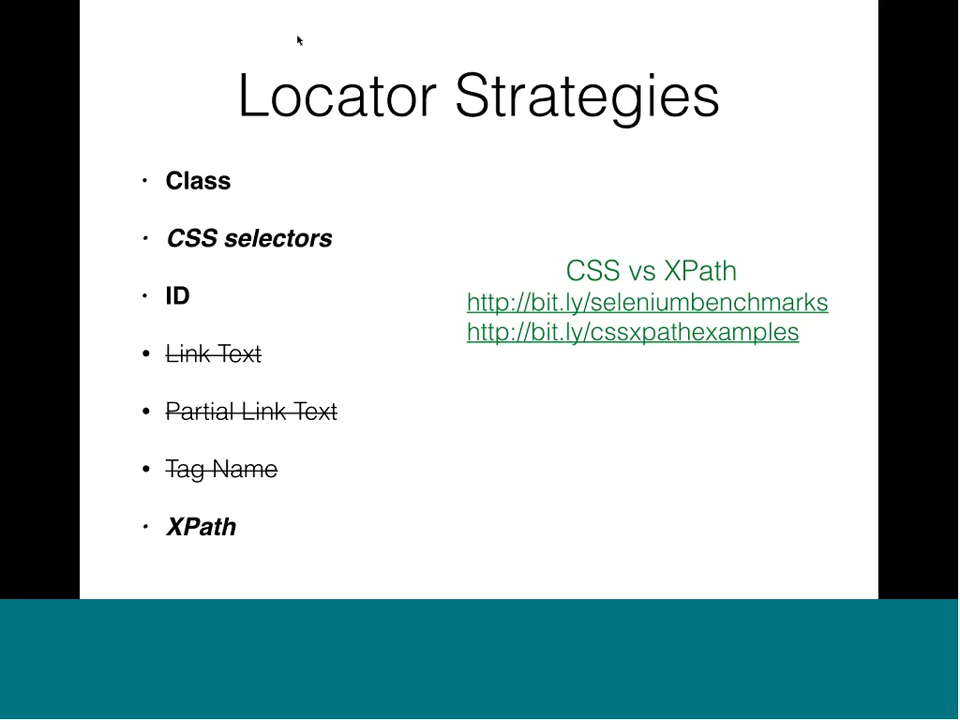 Locator Strategies
• Class
• CSS selectors
• ID
• Link Text
• Partial Link Text
• Tag Name
• XPath
CSS vs XPath
http://bit.ly/seleniumbenchmarks
http://bit.ly/cssxpathexamples